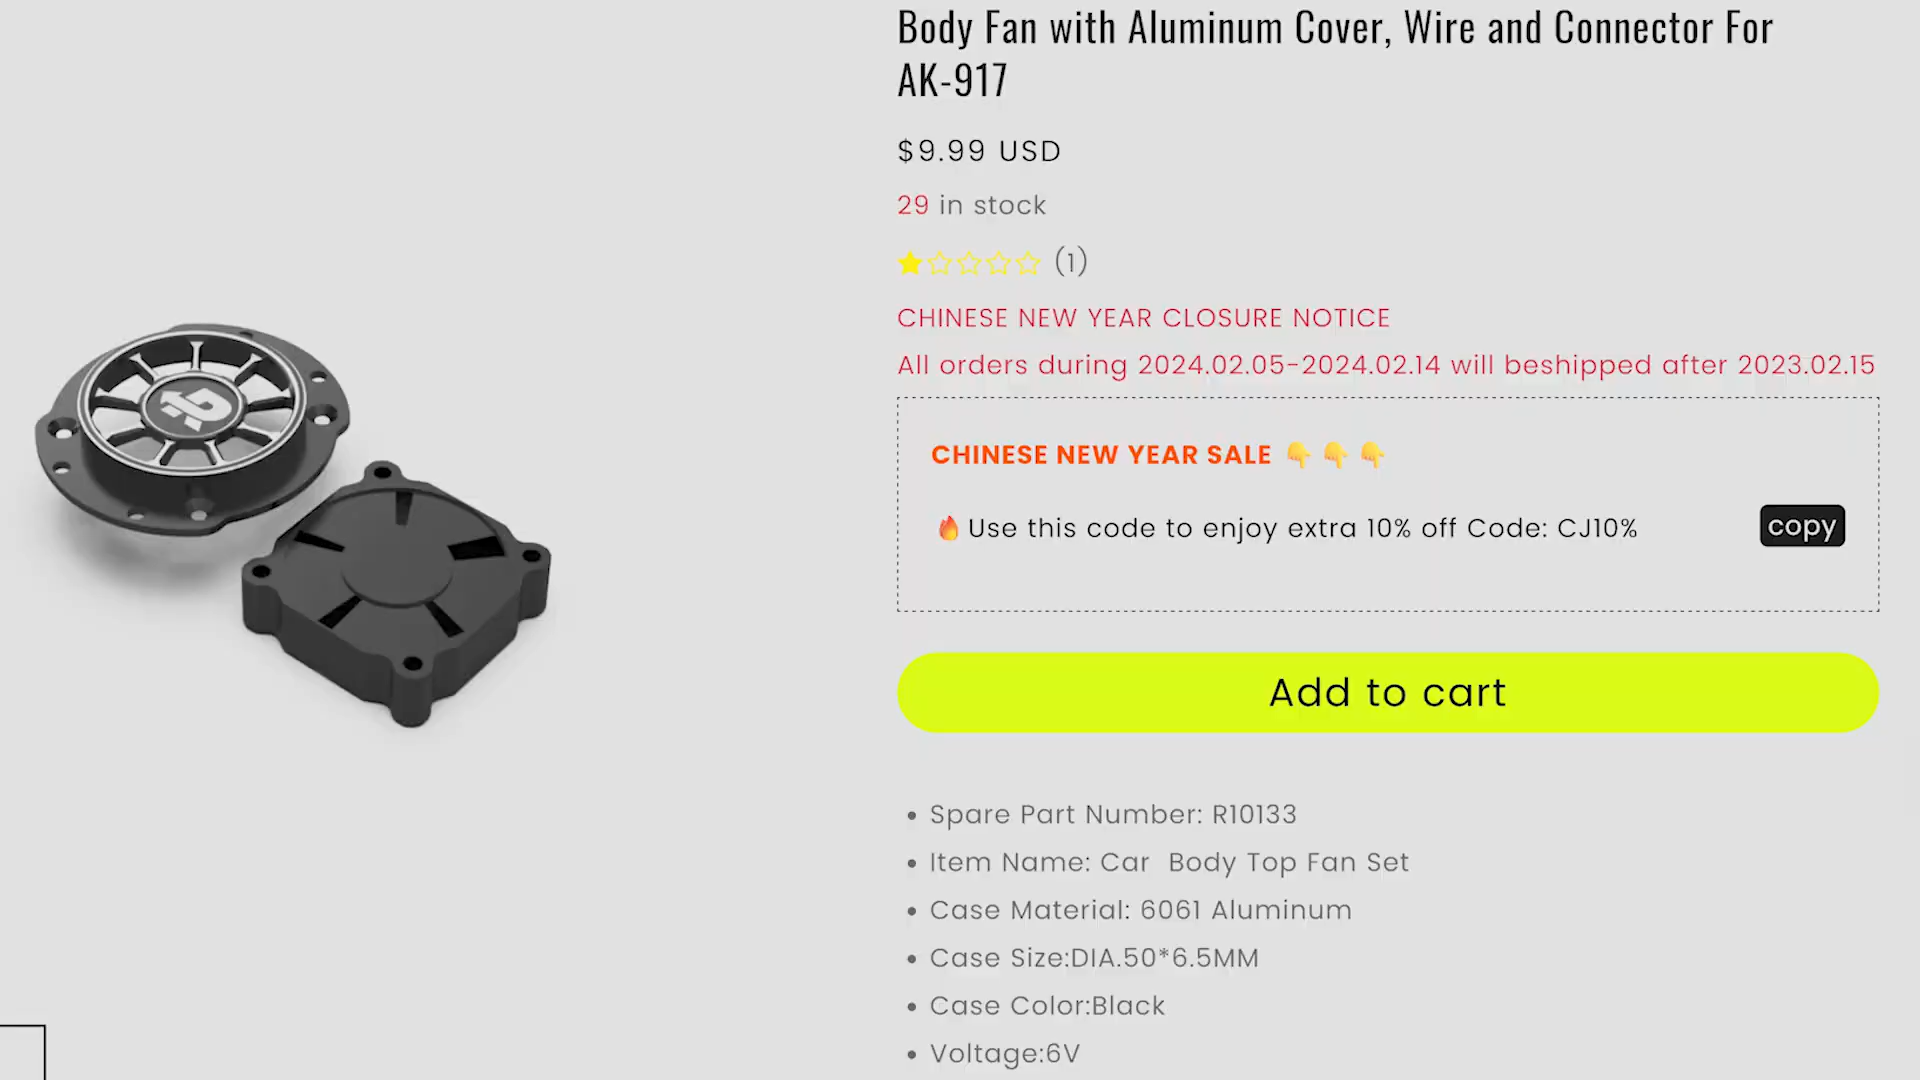 Body Fan with Aluminum Cover, Wire and Connector For
AK-917
$9.99 USD
29 in stock
(1)
CHINESE NEW YEAR CLOSURE NOTICE
All orders during 2024.02.05-2024.02.14 will beshipped after 2023.02.15
CHINESE NEW YEAR SALE 👇 👇 👇
🔥Use this code to enjoy extra 10% off Code: CJ10%
copy
Add to cart
• Spare Part Number: R10133
• Item Name: Car  Body Top Fan Set
• Case Material: 6061 Aluminum
• Case Size:DIA.50*6.5MM
• Case Color:Black
• Voltage:6V